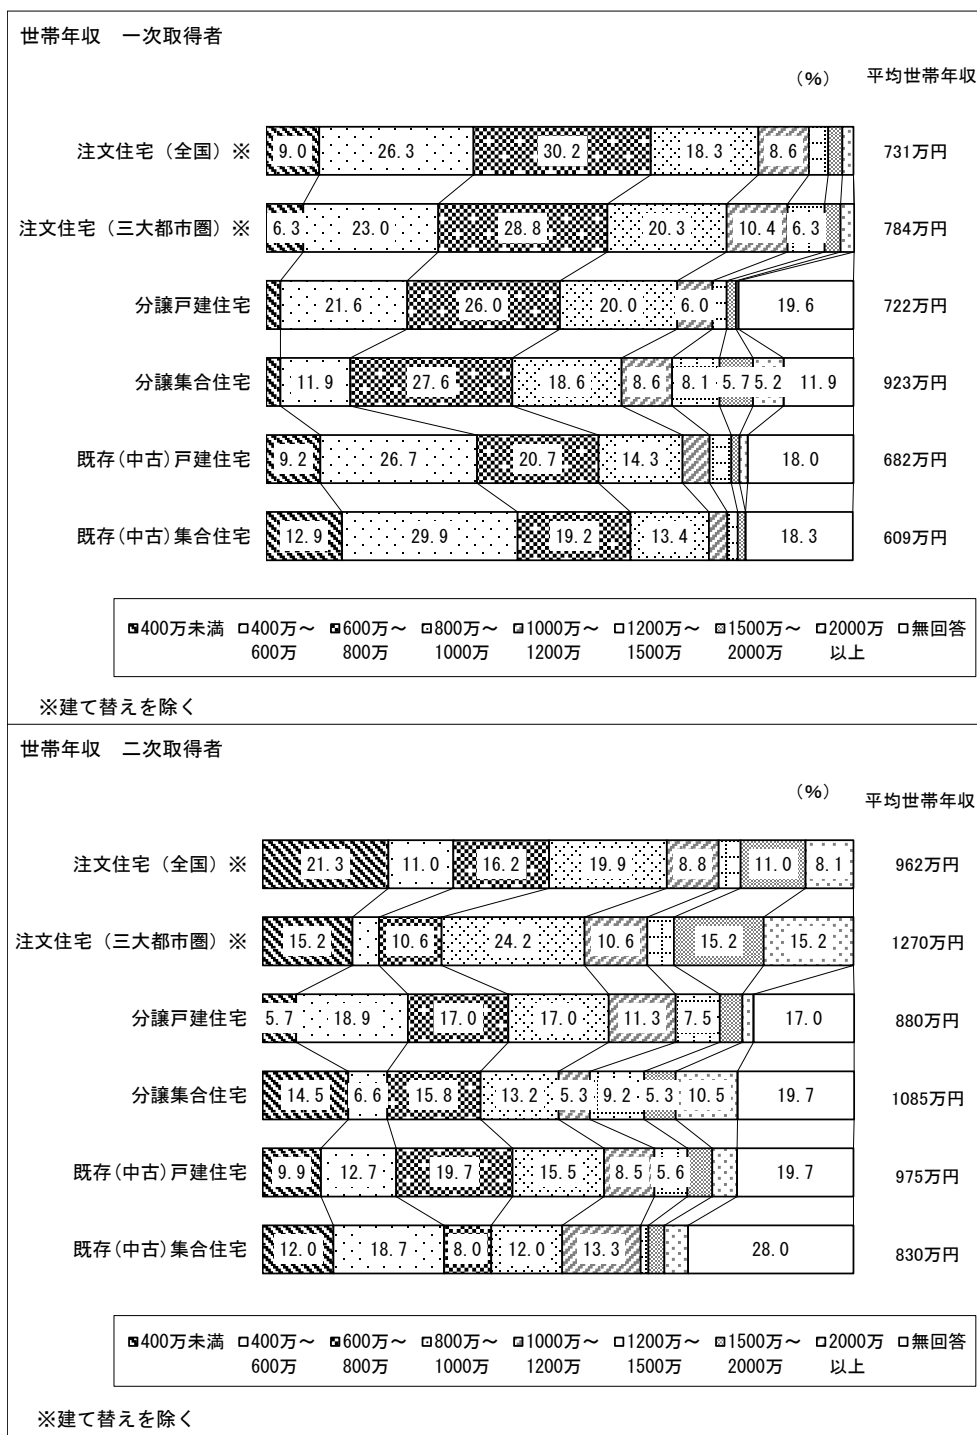 世帯年収　一次取得者
（%）　平均世帯年収
注文住宅（全国）※ 9.0 26.3 30.2 18.3 8.6 731万円
注文住宅（三大都市圏）※ 6.3 23.0 28.8 20.3 10.4 6.3 784万円
分譲戸建住宅 21.6 26.0 20.0 6.0 19.6 722万円
分譲集合住宅 11.9 27.6 18.6 8.6 8.1 5.7 5.2 11.9 923万円
既存(中古)戸建住宅 9.2 26.7 20.7 14.3 18.0 682万円
既存(中古)集合住宅 12.9 29.9 19.2 13.4 18.3 609万円
400万未満 400万～ 600万～ 800万～ 1000万～ 1200万～ 1500万～ 2000万 無回答
600万 800万 1000万 1200万 1500万 2000万 以上
※建て替えを除く
世帯年収　二次取得者
（%）　平均世帯年収
注文住宅（全国）※ 21.3 11.0 16.2 19.9 8.8 11.0 8.1 962万円
注文住宅（三大都市圏）※ 15.2 10.6 24.2 10.6 15.2 15.2 1270万円
分譲戸建住宅 5.7 18.9 17.0 17.0 11.3 7.5 17.0 880万円
分譲集合住宅 14.5 6.6 15.8 13.2 5.3 9.2 5.3 10.5 19.7 1085万円
既存(中古)戸建住宅 9.9 12.7 19.7 15.5 8.5 5.6 19.7 975万円
既存(中古)集合住宅 12.0 18.7 8.0 12.0 13.3 28.0 830万円
400万未満 400万～ 600万～ 800万～ 1000万～ 1200万～ 1500万～ 2000万 無回答
600万 800万 1000万 1200万 1500万 2000万 以上
※建て替えを除く